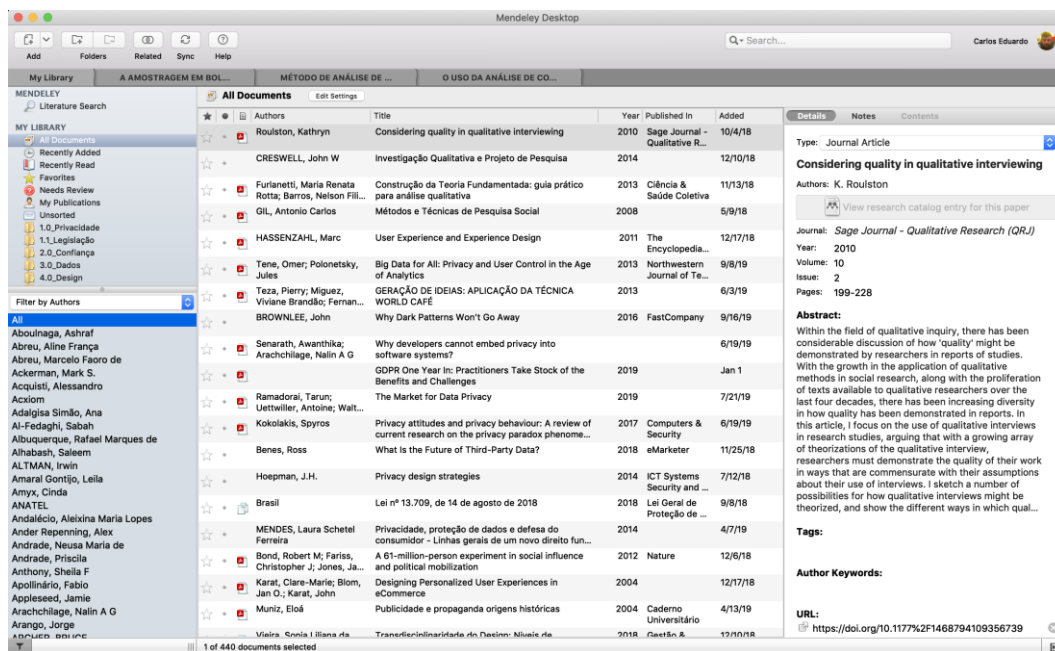 Mendeley Desktop
Add
Folders
Related
Sync
Help
Search...
Carlos Eduardo
My Library
A AMOSTRAGEM EM BOL...
MÉTODO DE ANÁLISE DE ...
O USO DA ANÁLISE DE CO...
MENDELEY
Literature Search
MY LIBRARY
All Documents
Recently Added
Recently Read
Favorites
Needs Review
My Publications
Unsorted
1.0_Privacidade
1.1_Legislação
2.0_Confiança
3.0_Dados
4.0_Design
Filter by Authors
All
Aboulnaga, Ashraf
Abreu, Aline França
Abreu, Marcelo Faoro de
Ackerman, Mark S.
Acquisti, Alessandro
Acxiom
Adalgisa Simão, Ana
Al-Fedaghi, Sabah
Albuquerque, Rafael Marques de
Alhabash, Saleem
ALTMAN, Irwin
Amaral Gontijo, Leila
Amyx, Cinda
ANATEL
Andalécio, Aleixina Maria Lopes
Ander Repenning, Alex
Andrade, Neusa Maria de
Andrade, Priscila
Anthony, Sheila F
Apollinário, Fabio
Appleseed, Jamie
Arachchilage, Nalin A G
Arango, Jorge
ARCHER, BRUCE
All Documents
Edit Settings
Authors Title Year Published In Added
Roulston, Kathryn Considering quality in qualitative interviewing 2010 Sage Journal - 10/4/18
Qualitative R...
CRESWELL, John W Investigação Qualitativa e Projeto de Pesquisa 2014 12/10/18
Furlanetti, Maria Renata Construção da Teoria Fundamentada: guia prático 2013 Ciência & 11/13/18
Rotta; Barros, Nelson Fili... para análise qualitativa Saúde Coletiva
GIL, Antonio Carlos Métodos e Técnicas de Pesquisa Social 2008 5/9/18
HASSENZAHL, Marc User Experience and Experience Design 2011 The 12/17/18
Encyclopedia...
Tene, Omer; Polonetsky, Big Data for All: Privacy and User Control in the Age 2013 Northwestern 9/8/19
Jules of Analytics Journal of Te...
Teza, Pierry; Miguez, GERAÇÃO DE IDEIAS: APLICAÇÃO DA TÉCNICA 2013 6/3/19
Viviane Brandão; Fernan... WORLD CAFÉ
BROWNLEE, John Why Dark Patterns Won't Go Away 2016 FastCompany 9/16/19
Senarath, Awanthika; Why developers cannot embed privacy into 6/19/19
Arachchilage, Nalin A G software systems?
GDPR One Year In: Practitioners Take Stock of the 2019 Jan 1
Benefits and Challenges
Ramadorai, Tarun; The Market for Data Privacy 2019 7/21/19
Uettwiller, Antoine; Walt...
Kokolakis, Spyros Privacy attitudes and privacy behaviour: A review of 2017 Computers & 6/19/19
current research on the privacy paradox phenome... Security
Benes, Ross What Is the Future of Third-Party Data? 2018 eMarketer 11/25/18
Hoepman, J.H. Privacy design strategies 2014 ICT Systems 7/12/18
Security and ...
Brasil Lei nº 13.709, de 14 de agosto de 2018 2018 Lei Geral de 9/8/18
Proteção de ...
MENDES, Laura Schetel Privacidade, proteção de dados e defesa do 2014 4/7/19
Ferreira consumidor - Linhas gerais de um novo direito fun...
Bond, Robert M; Fariss, A 61-million-person experiment in social influence 2012 Nature 12/6/18
Christopher J; Jones, Ja... and political mobilization
Karat, Clare-Marie; Blom, Designing Personalized User Experiences in 2004 12/17/18
Jan O.; Karat, John eCommerce
Muniz, Eloá Publicidade e propaganda origens históricas 2004 Caderno 4/13/19
Universitário
Vieira, Sonia Liliana da Transdisciplinaridade do Design: Níveis de 2018 Gestão & 12/10/18
1 of 440 documents selected
Details
Notes
Contents
Type: Journal Article
Considering quality in qualitative interviewing
Authors: K. Roulston
View research catalog entry for this paper
Journal: Sage Journal - Qualitative Research (QRJ)
Year: 2010
Volume: 10
Issue: 2
Pages: 199-228
Abstract:
Within the field of qualitative inquiry, there has been
considerable discussion of how 'quality' might be
demonstrated by researchers in reports of studies.
With the growth in the application of qualitative
methods in social research, along with the proliferation
of texts available to qualitative researchers over the
last four decades, there has been increasing diversity
in how quality has been demonstrated in reports. In
this article, I focus on the use of qualitative interviews
in research studies, arguing that with a growing array
of theorizations of the qualitative interview,
researchers must demonstrate the quality of their work
in ways that are commensurate with their assumptions
about their use of interviews. I sketch a number of
possibilities for how qualitative interviews might be
theorized, and show the different ways in which qual...
Tags:
Author Keywords:
URL:
https://doi.org/10.1177%2F1468794109356739